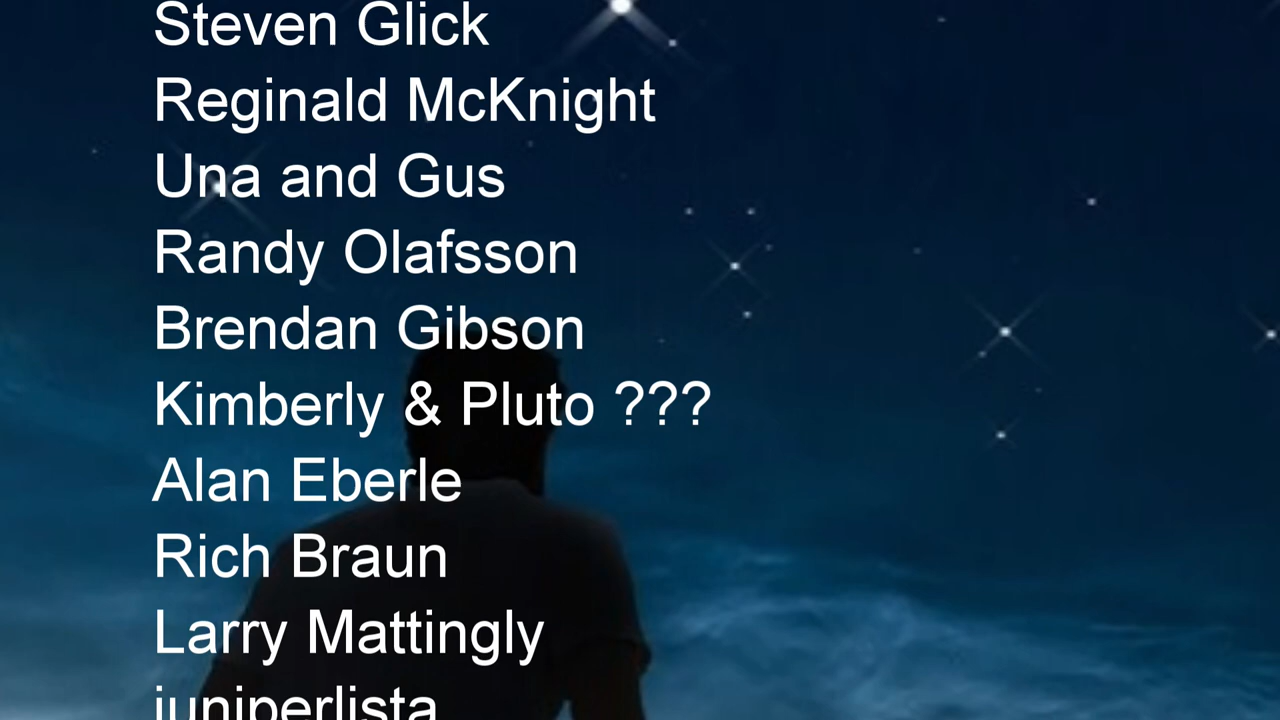 Steven Glick
Reginald McKnight
Una and Gus
Randy Olafsson
Brendan Gibson
Kimberly & Pluto ???
Alan Eberle
Rich Braun
Larry Mattingly
juniperlista